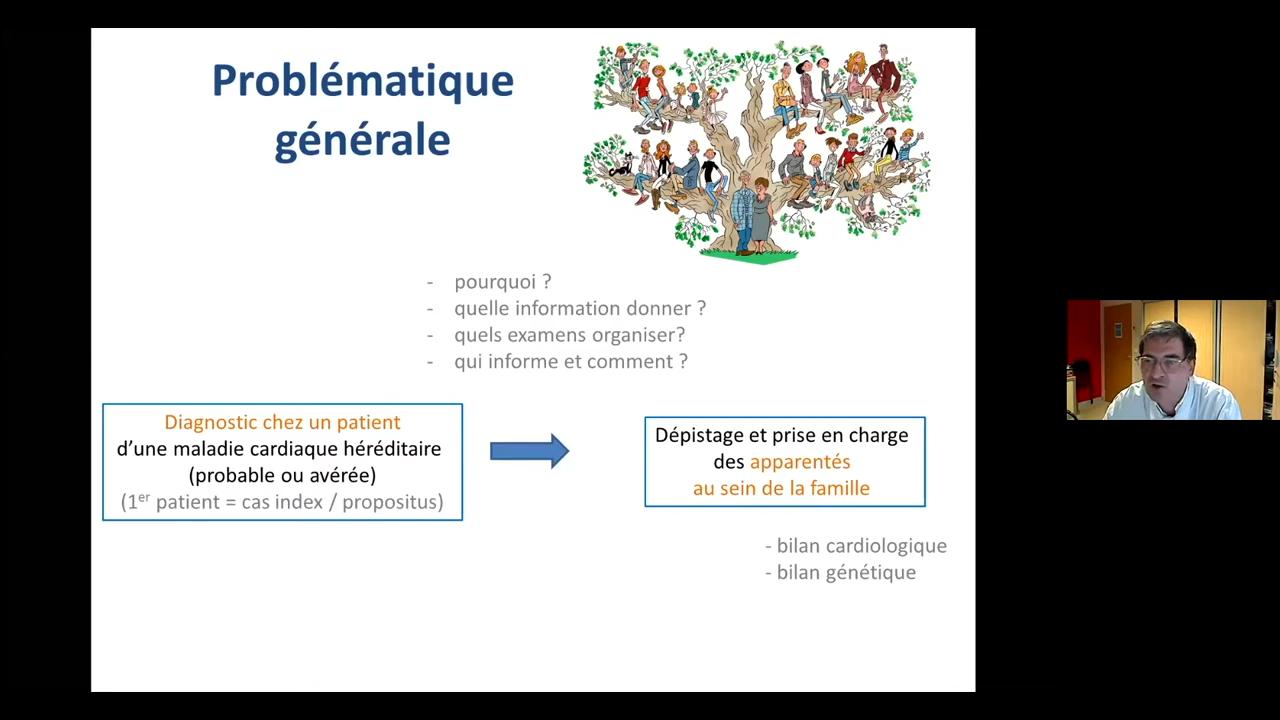 Problématique
générale
- pourquoi ?
- quelle information donner ?
- quels examens organiser?
- qui informe et comment ?
Diagnostic chez un patient
d’une maladie cardiaque héréditaire
(probable ou avérée)
(1er patient = cas index / propositus)
Dépistage et prise en charge
des apparentés
au sein de la famille
- bilan cardiologique
- bilan génétique